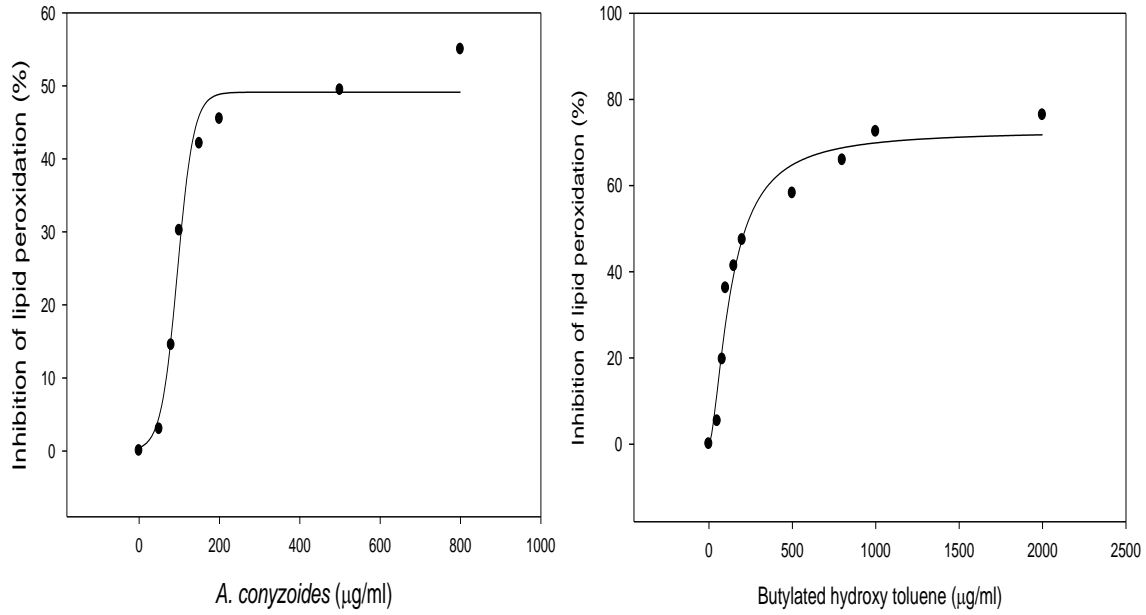 60
50
40
30
20
10
0
Inhibition of lipid peroxidation (%)
0 200 400 600 800 1000
A. conyzoides (μg/ml)
100
80
60
40
20
0
Inhibition of lipid peroxidation (%)
0 500 1000 1500 2000 2500
Butylated hydroxy toluene (μg/ml)